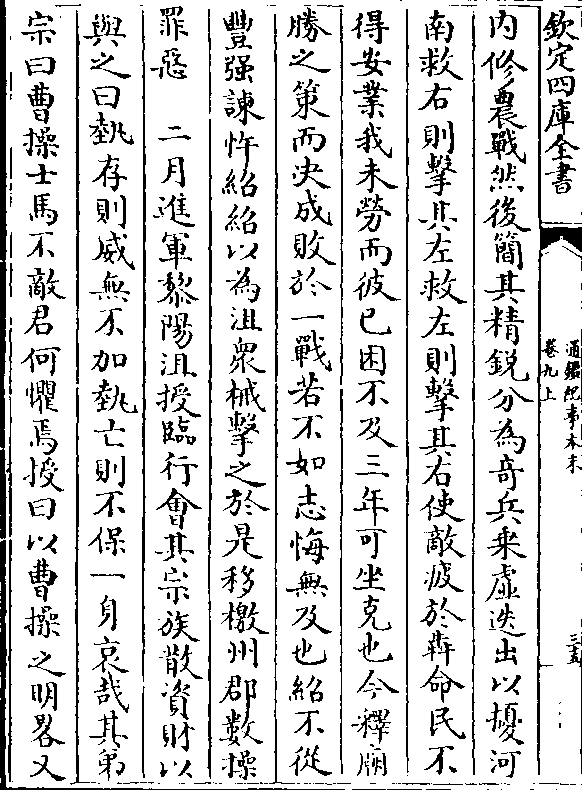 欽定四庫全書
通鑑紀事本末
卷九上
三五
内修農戰然後簡其精銳分為奇兵乘虛迭出以擾河
南救右則擊其左救左則擊其右使敵疲於犇命民不
得安業我未勞而彼已困不及三年可坐克也今釋廟
勝之策而決成敗於一戰若不如志悔無及也紹不從
豐强諫忤紹紹以為沮衆械擊之於是移檄州郡數操
罪惡　二月進軍黎陽沮授臨行會其宗族散資財以
與之曰埶存則威無不加埶亡則不保一身哀哉其弟
宗曰曹操士馬不敵君何懼焉授曰以曹操之明畧又